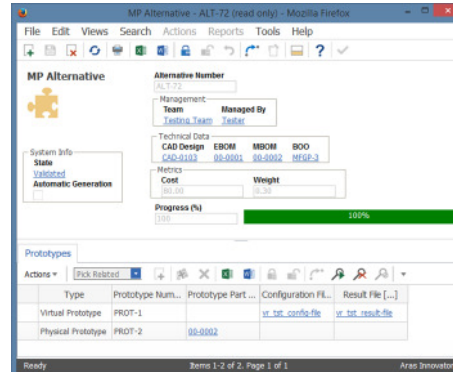 MP Alternative - ALT-72 (read only) - Mozilla Firefox
File Edit Views Search Actions Reports Tools Help
MP Alternative
Alternative Number
ALT-72
Management
Team Managed By
Testing Team Tester
Technical Data
CAD Design EBOM MBOM BOO
CAD-0103 00-0001 00-0002 MFGP-3
System Info
State
Validated
Automatic Generation
Metrics
Cost Weight
80.00 0.30
Progress (%)
100 100%
Prototypes
Actions Pick Related
Type Prototype Num... Prototype Part ... Configuration Fil... Result File [...]
Virtual Prototype PROT-1 vr_tst_config-file vr_tst_result-file
Physical Prototype PROT-2 00-0002
Ready Items 1-2 of 2. Page 1 of 1 Aras Innovator